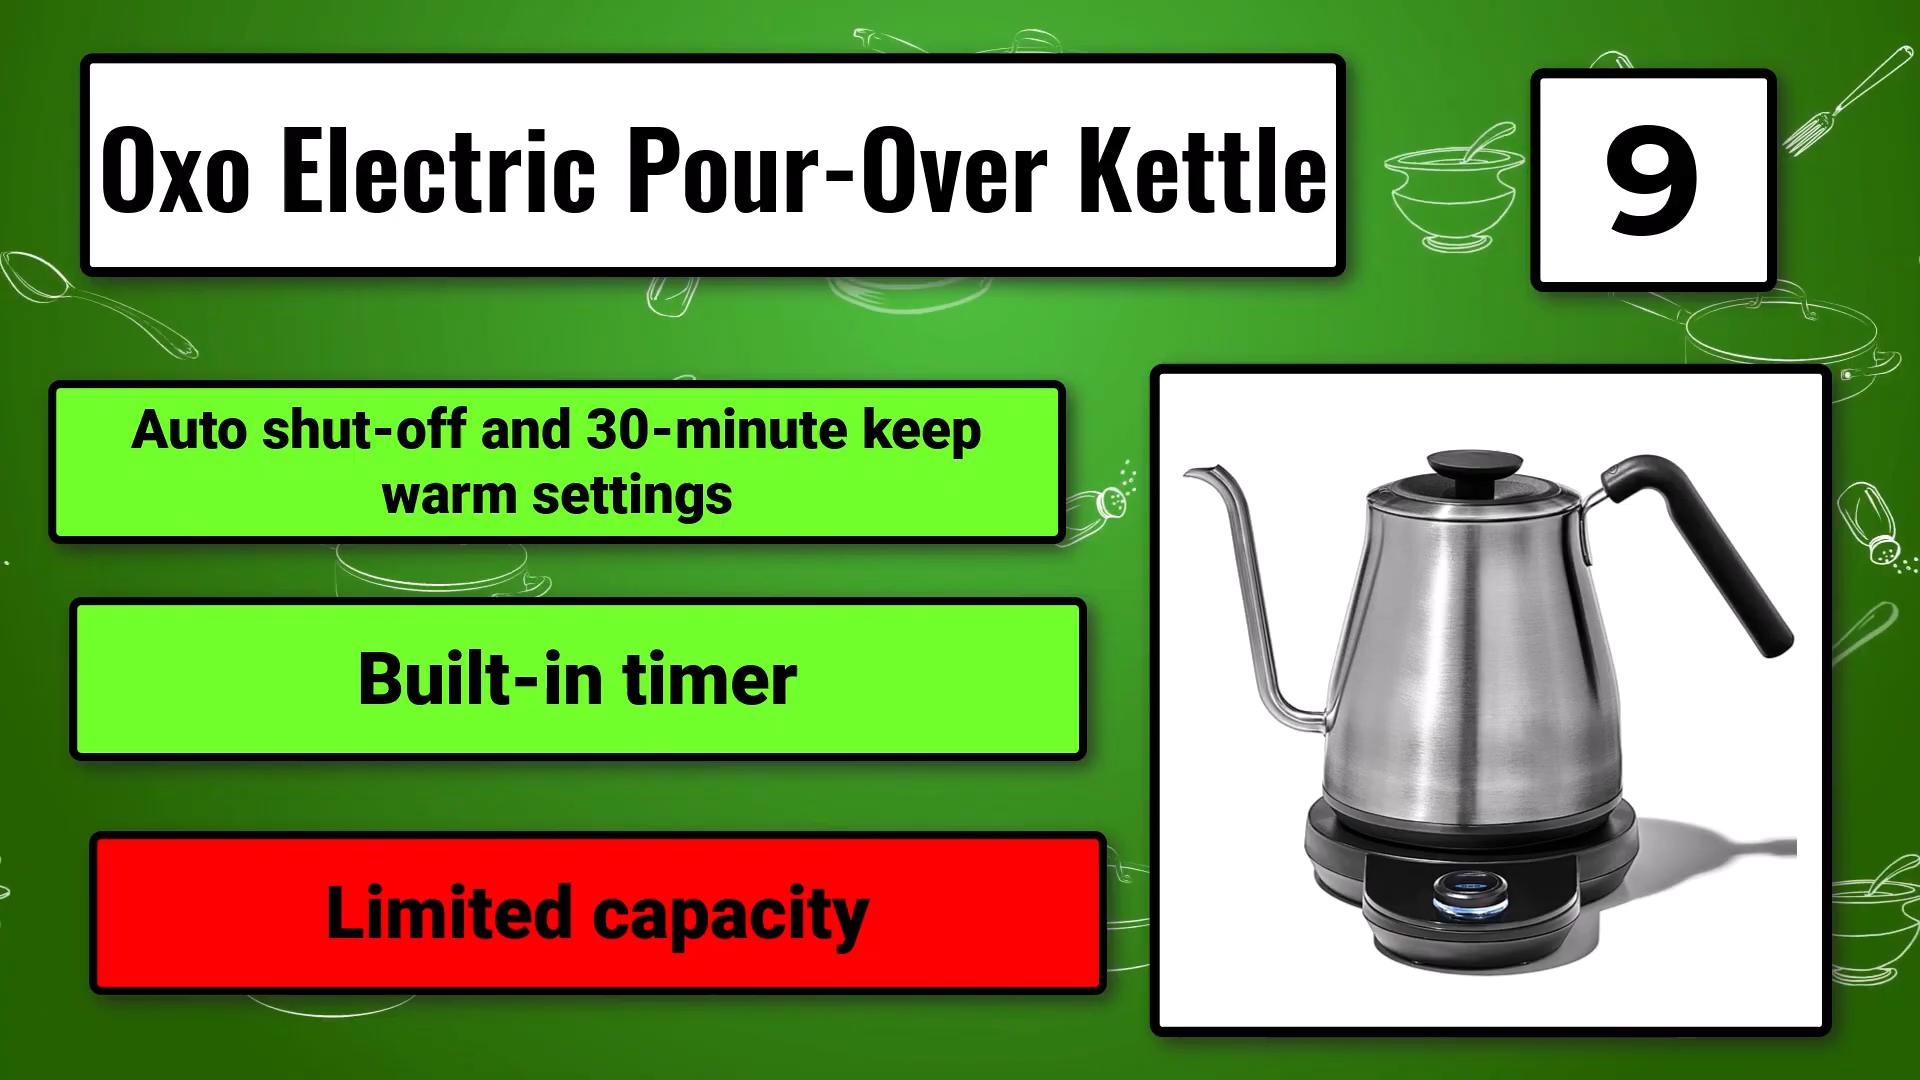 Oxo Electric Pour-Over Kettle
9
Auto shut-off and 30-minute keep
warm settings
Built-in timer
Limited capacity